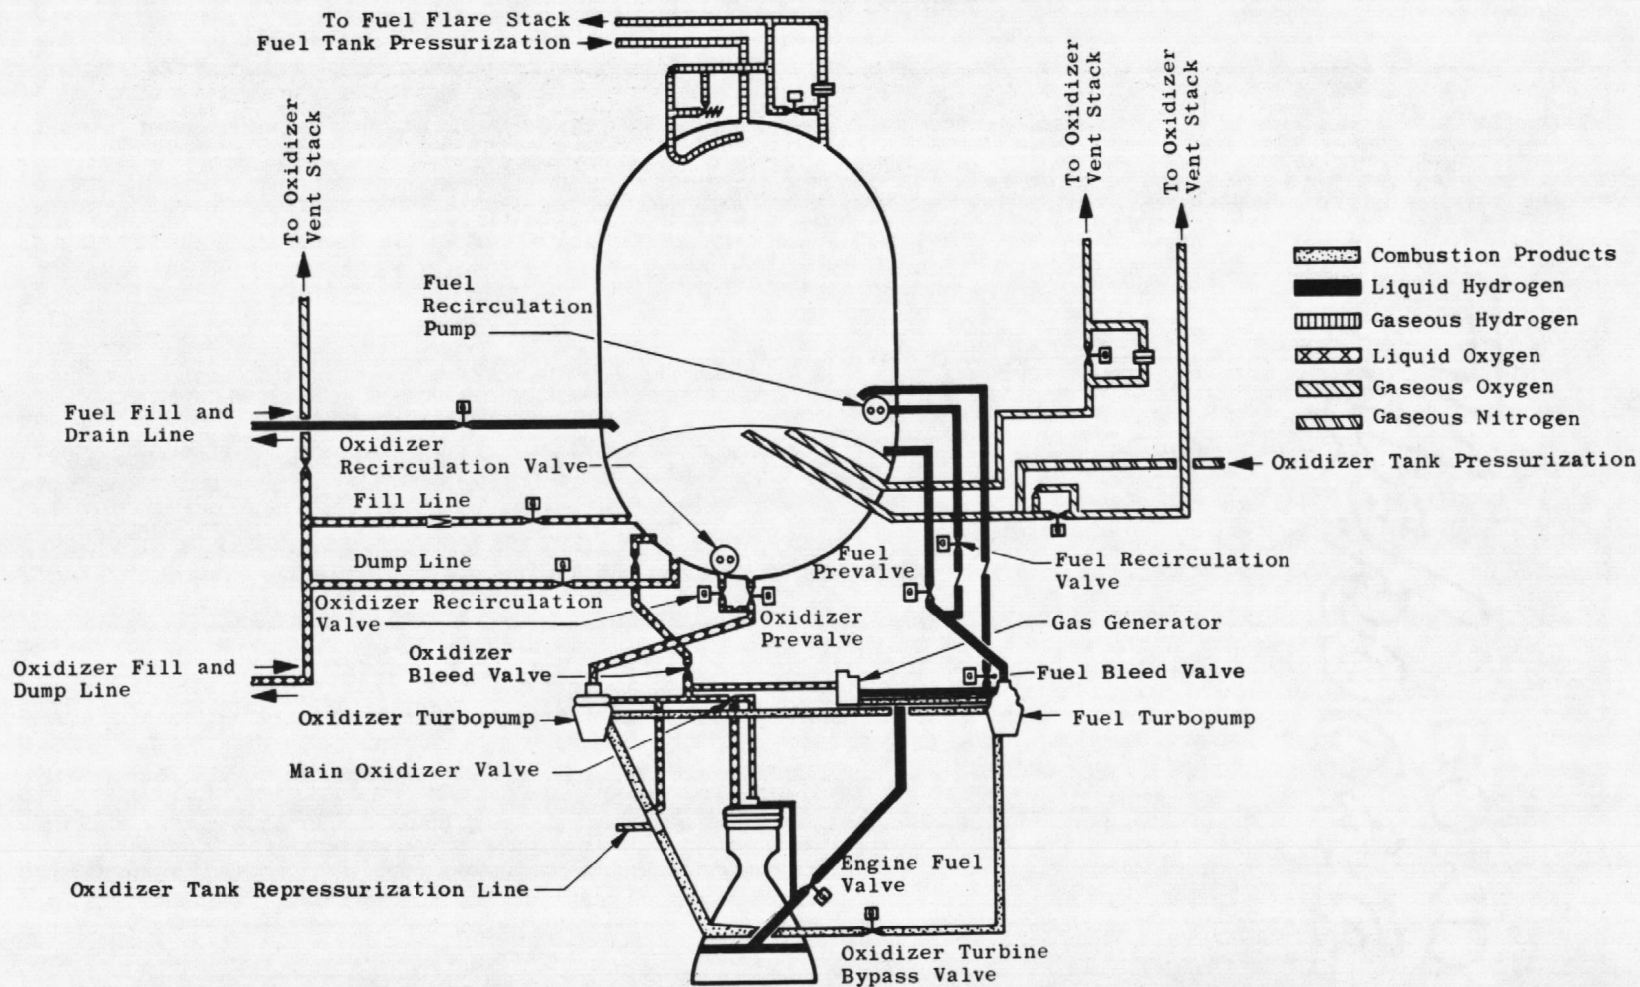 To Fuel Flare Stack
Fuel Tank Pressurization
To Oxidizer
Vent Stack
To Oxidizer
Vent Stack
To Oxidizer
Vent Stack
Combustion Products
Liquid Hydrogen
Gaseous Hydrogen
Liquid Oxygen
Gaseous Oxygen
Gaseous Nitrogen
Fuel
Recirculation
Pump
Fuel Fill and
Drain Line
Oxidizer
Recirculation Valve
Oxidizer Tank Pressurization
Fill Line
Dump Line
Fuel
Prevalve
Fuel Recirculation
Valve
Oxidizer Recirculation
Valve
Oxidizer
Prevalve
Gas Generator
Oxidizer Fill and
Dump Line
Oxidizer
Bleed Valve
Fuel Bleed Valve
Oxidizer Turbopump
Fuel Turbopump
Main Oxidizer Valve
Oxidizer Tank Repressurization Line
Engine Fuel
Valve
Oxidizer Turbine
Bypass Valve